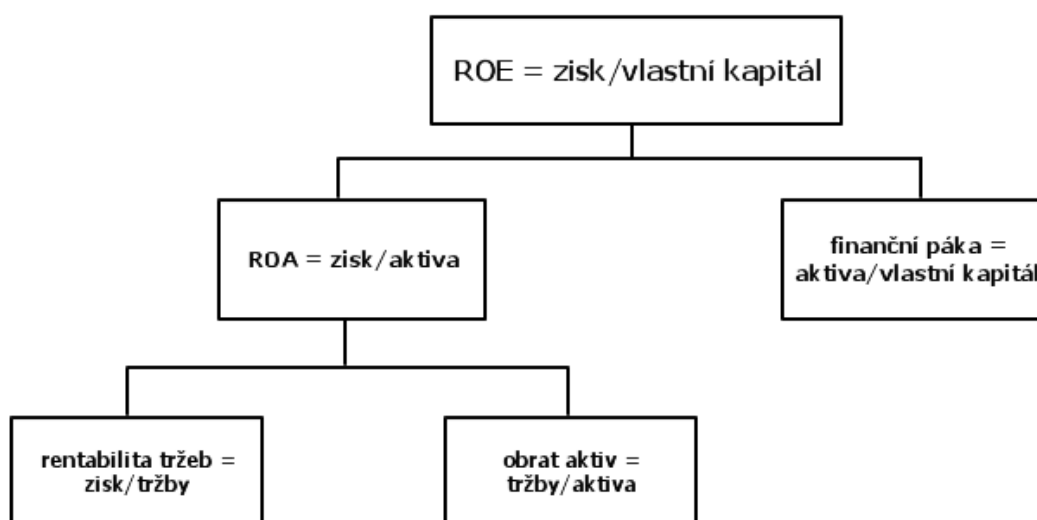 ROE = zisk/vlastní kapitál
ROA = zisk/aktiva
finanční páka =
aktiva/vlastní kapitál
rentabilita tržeb =
zisk/tržby
obrat aktiv =
tržby/aktiva